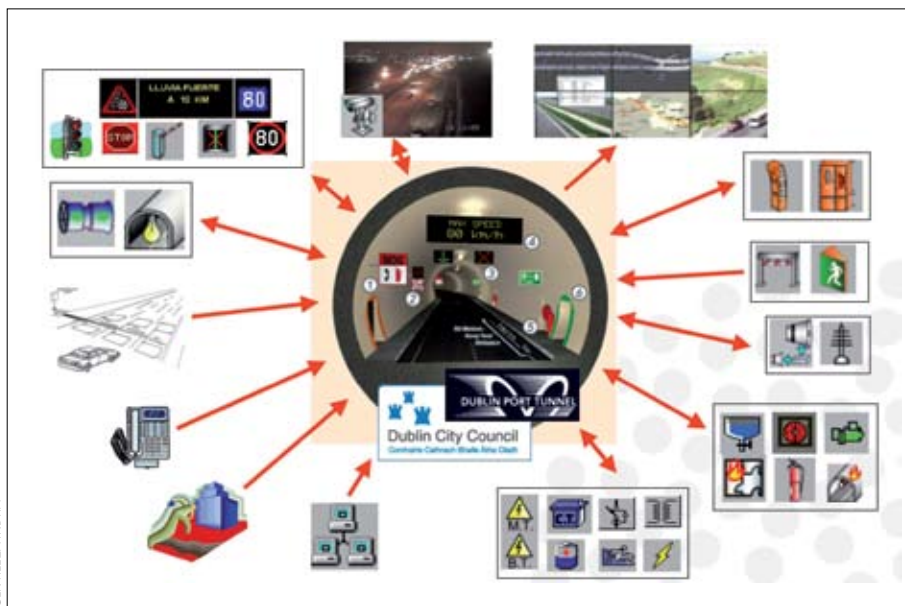 LLUVIA FUERTE
A 10 KM
80
STOP
80
MAX SPEED
80 km/h
4
3
1
2
6
5
DUBLIN PORT TUNNEL
Dublin City Council
Comhairle Cathrach Bhaile Átha Cliath
M.T.
C.T.
B.T.